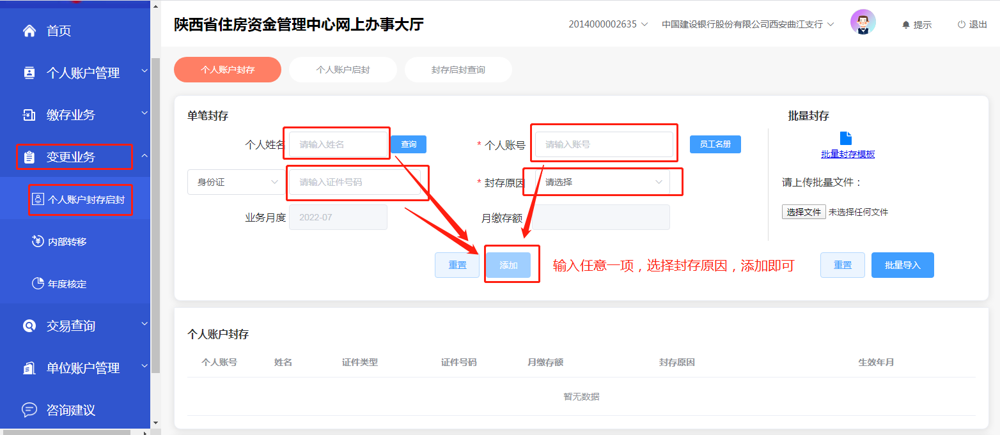 陕西省住房资金管理中心网上办事大厅
2014000002635
中国建设银行股份有限公司西安曲江支行
提示
退出
首页
个人账户管理
缴存业务
变更业务
个人账户封存启封
内部转移
年度核定
交易查询
单位账户管理
咨询建议
个人账户封存
个人账户启封
封存启封查询
单笔封存
个人姓名
请输入姓名
查询
* 个人账号
请输入账号
员工名册
身份证
请输入证件号码
* 封存原因
请选择
业务月度
2022-07
月缴存额
重置
添加
输入任意一项，选择封存原因，添加即可
批量封存
批量封存模板
请上传批量文件：
选择文件 未选择任何文件
重置
批量导入
个人账户封存
个人账号 姓名 证件类型 证件号码 月缴存额 封存原因 生效年月
暂无数据